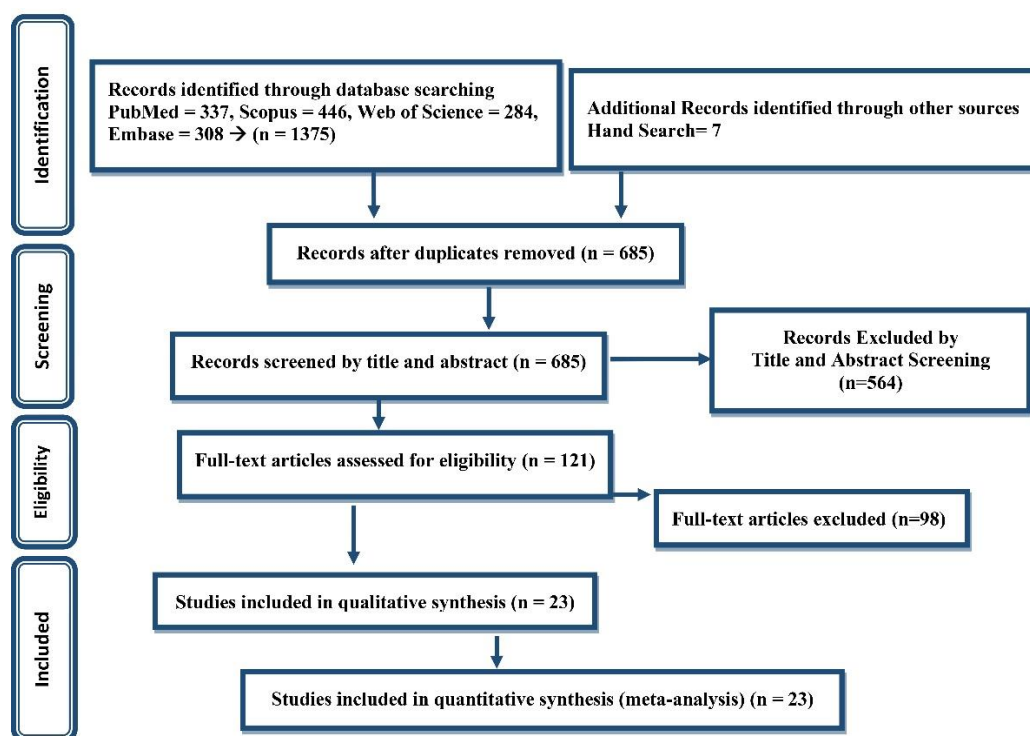 Identification
Records identified through database searching
PubMed = 337, Scopus = 446, Web of Science = 284,
Embase = 308 → (n = 1375)
Additional Records identified through other sources
Hand Search= 7
Records after duplicates removed (n = 685)
Screening
Records screened by title and abstract (n = 685)
Records Excluded by
Title and Abstract Screening
(n=564)
Eligibility
Full-text articles assessed for eligibility (n = 121)
Full-text articles excluded (n=98)
Included
Studies included in qualitative synthesis (n = 23)
Studies included in quantitative synthesis (meta-analysis) (n = 23)